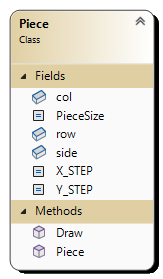 Piece
Class
Fields
col
PieceSize
row
side
X_STEP
Y_STEP
Methods
Draw
Piece